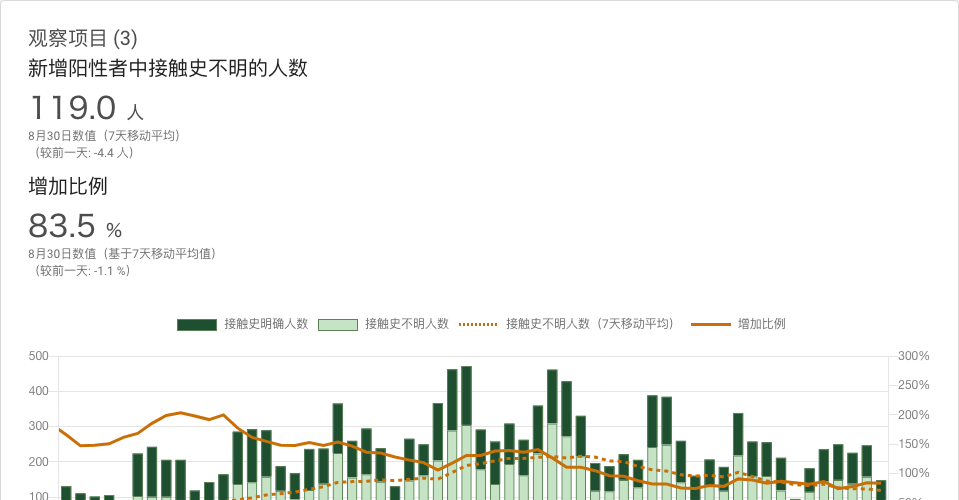 观察项目 (3)
新增阳性者中接触史不明的人数
119.0 人
8月30日数值（7天移动平均）
（较前一天: -4.4 人）
增加比例
83.5 %
8月30日数值（基于7天移动平均值）
（较前一天: -1.1 %）
接触史明确人数 接触史不明人数 接触史不明人数（7天移动平均） 增加比例
500 300%
250%
400
200%
300
150%
200
100%
100